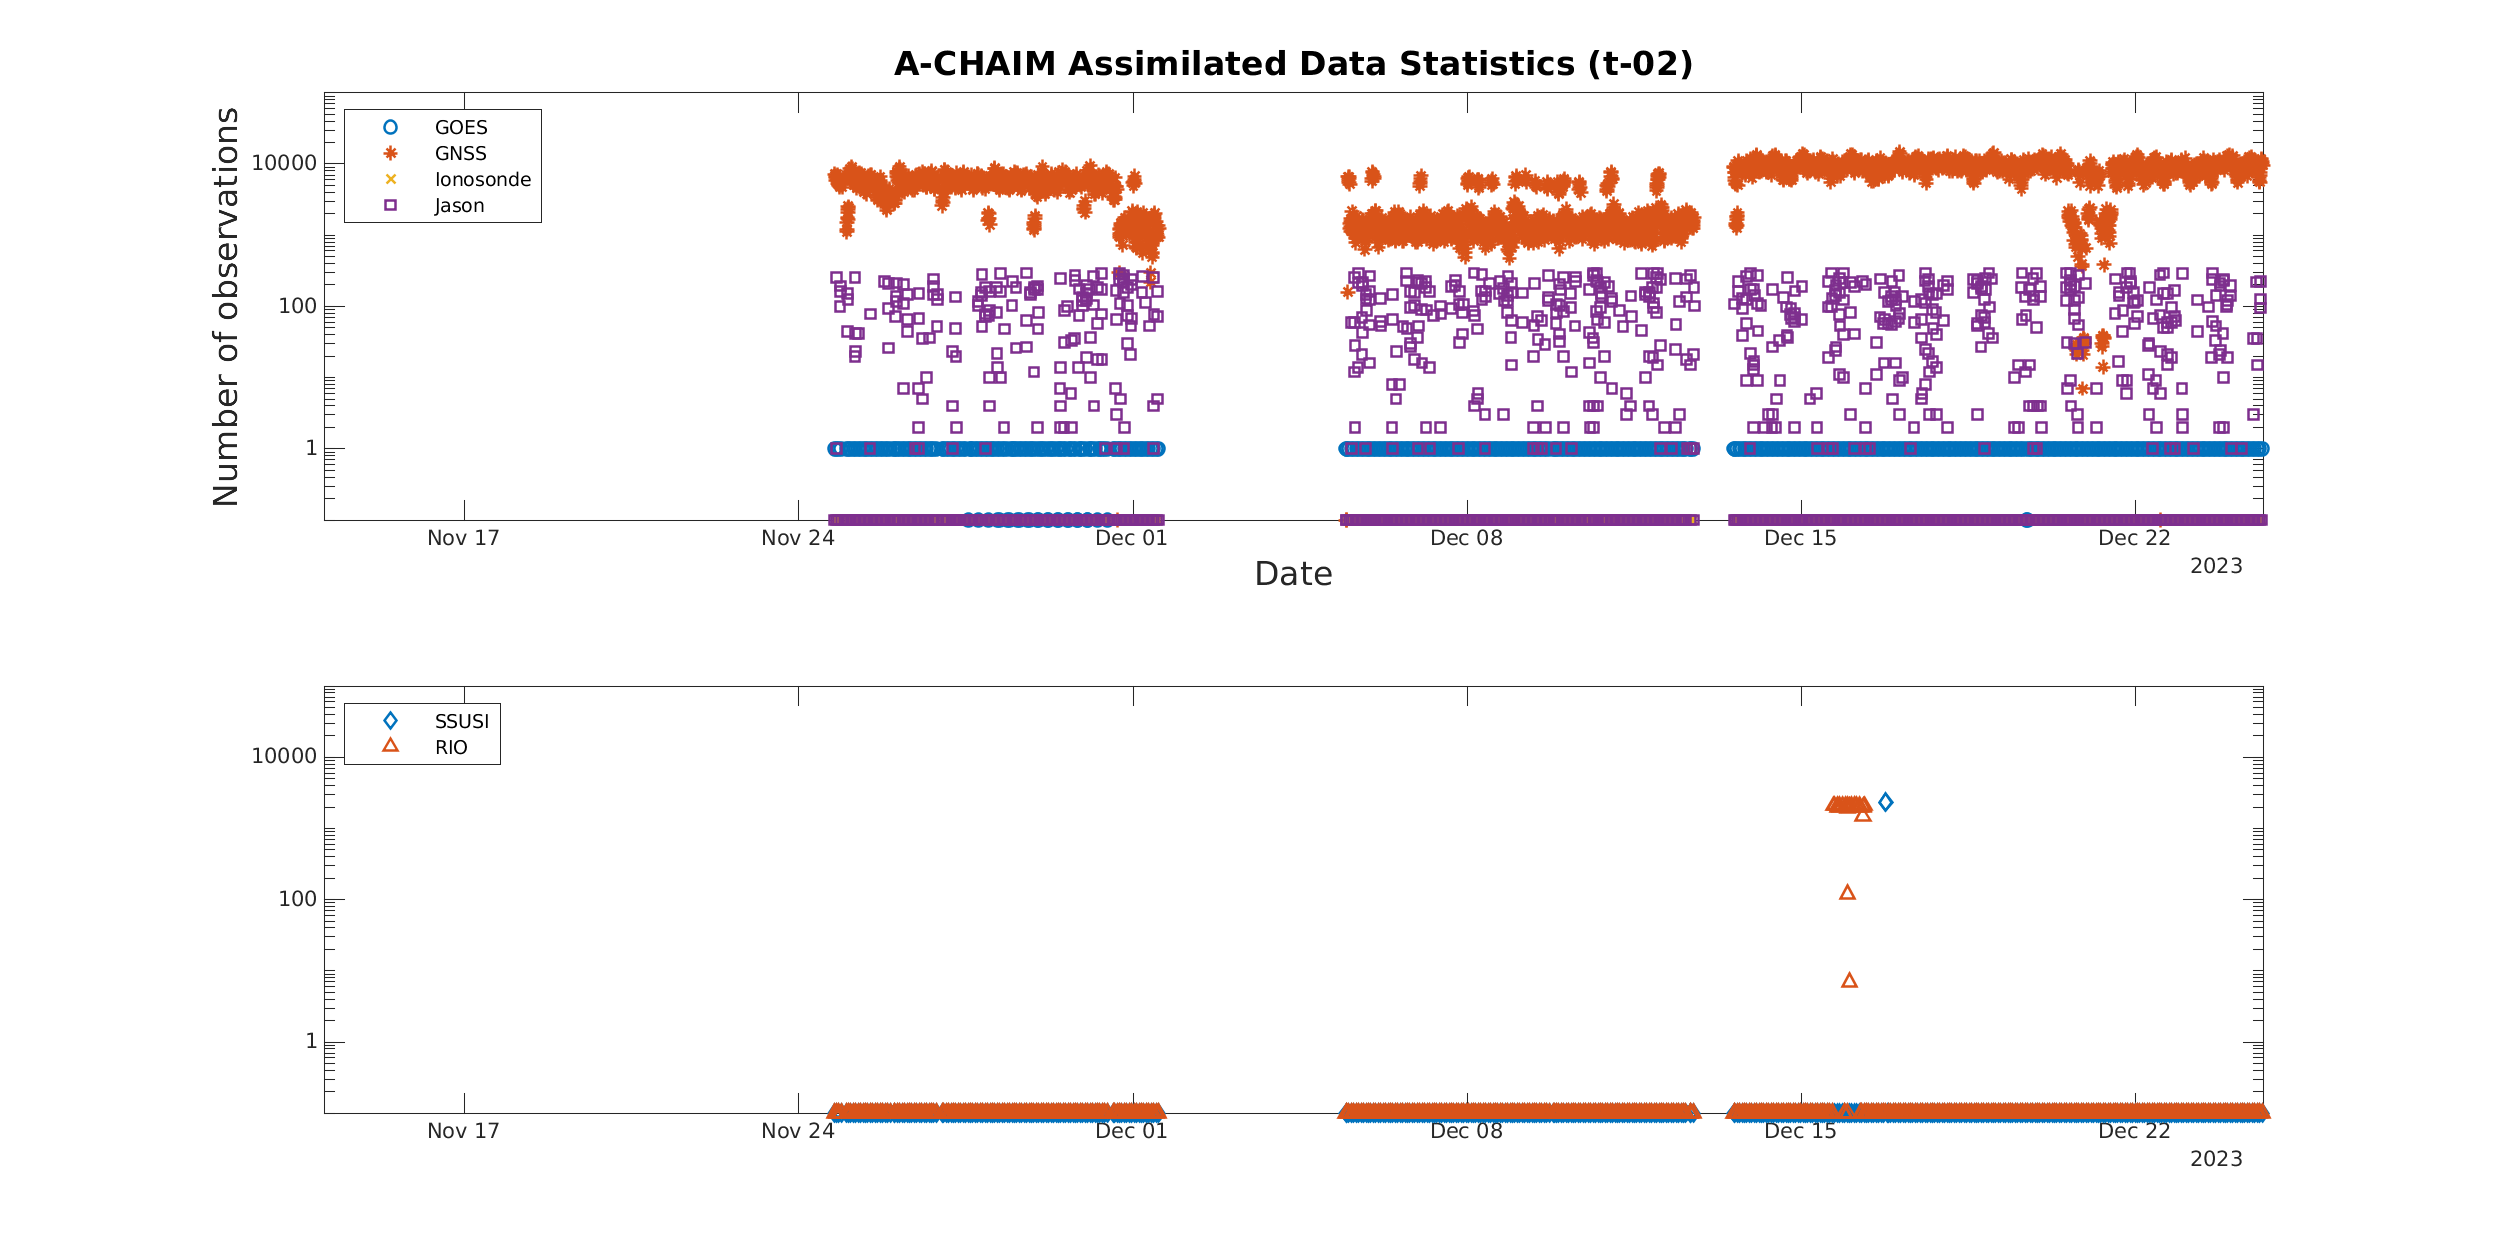 A-CHAIM Assimilated Data Statistics (t-02)
Number of observations
10000
100
1
GOES
GNSS
Ionosonde
Jason
Nov 17
Nov 24
Dec 01
Dec 08
Dec 15
Dec 22
2023
Date
10000
100
1
SSUSI
RIO
Nov 17
Nov 24
Dec 01
Dec 08
Dec 15
Dec 22
2023